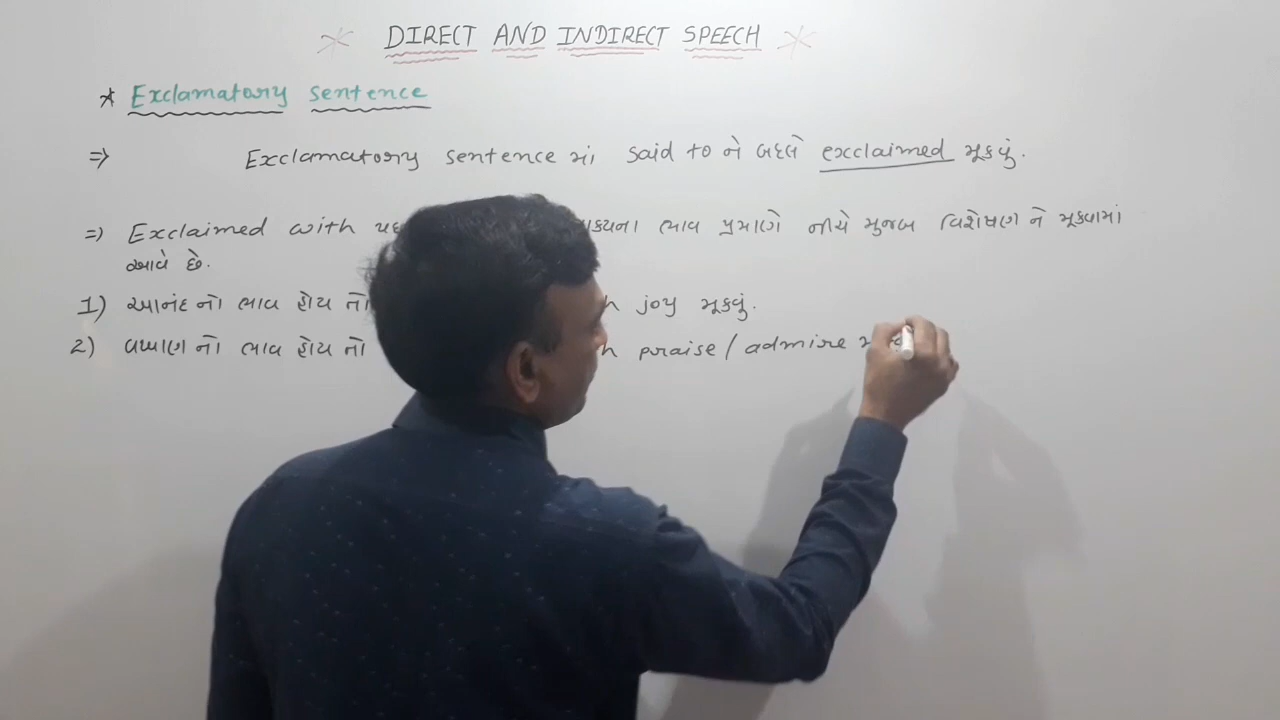 DIRECT AND INDIRECT SPEECH
* Exclamatory sentence
⇒ Exclamatory sentence માં said to ને બદલે exclaimed મૂકવું.
⇒ Exclaimed with ભાવ પ્રમાણે નીચે મુજબ વિશેષણ ને મૂકવામાં
આવે છે.
1) આનંદ નો ભાવ હોય તો joy મૂકવું.
2) વખાણ નો ભાવ હોય તો praise / admire